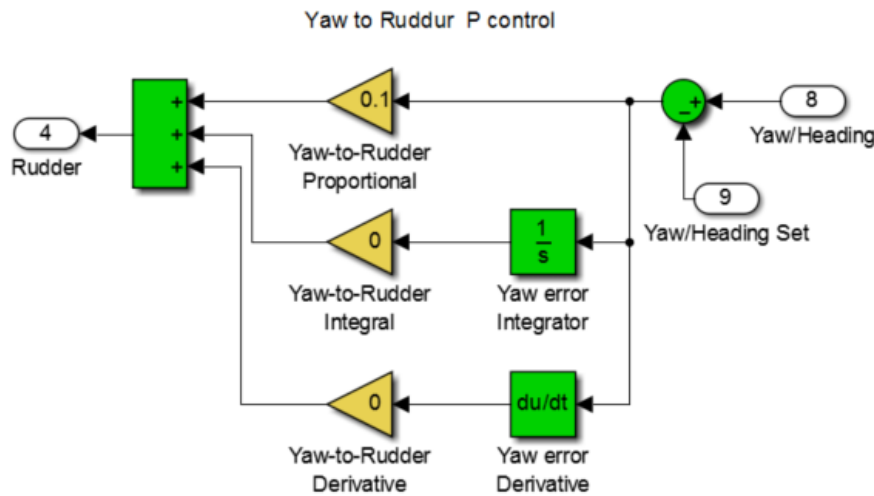 Yaw to Ruddur P control
+
0.1
+
−
8
4
+
Rudder
+
Yaw-to-Rudder
Proportional
Yaw/Heading
9
Yaw/Heading Set
0
1
s
Yaw-to-Rudder
Integral
Yaw error
Integrator
0
du/dt
Yaw-to-Rudder
Derivative
Yaw error
Derivative